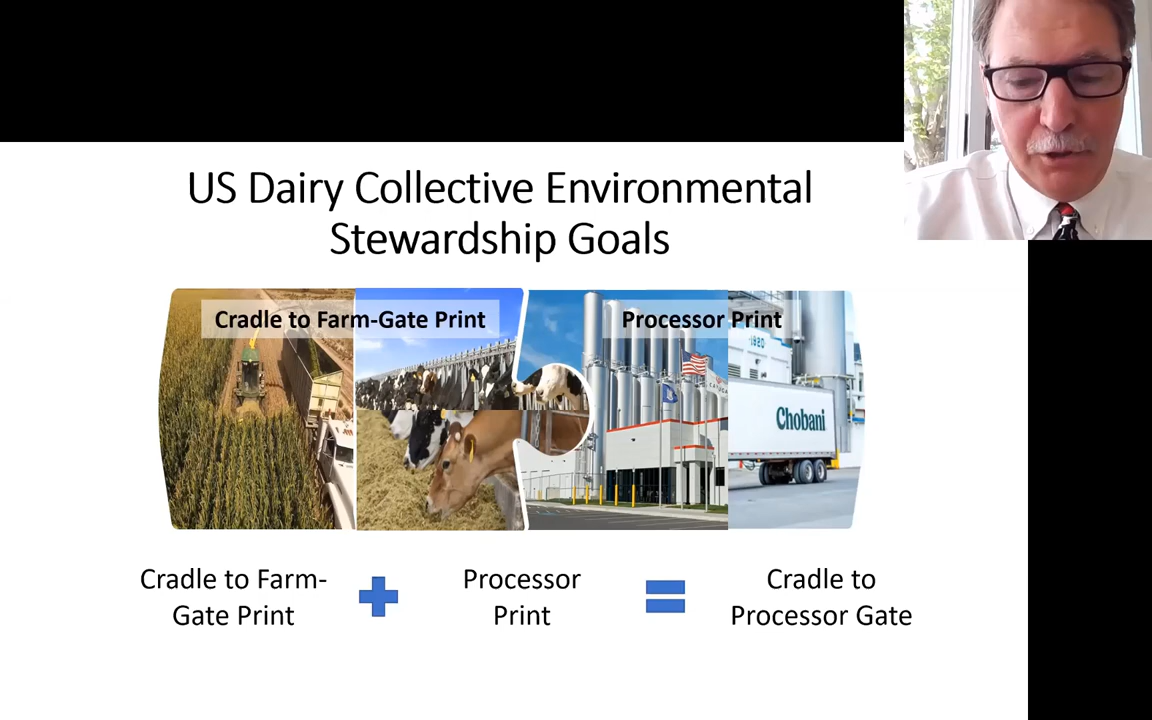 US Dairy Collective Environmental
Stewardship Goals
Cradle to Farm-Gate Print
Processor Print
1920
Chobani
Cradle to Farm-
Gate Print
Processor
Print
Cradle to
Processor Gate